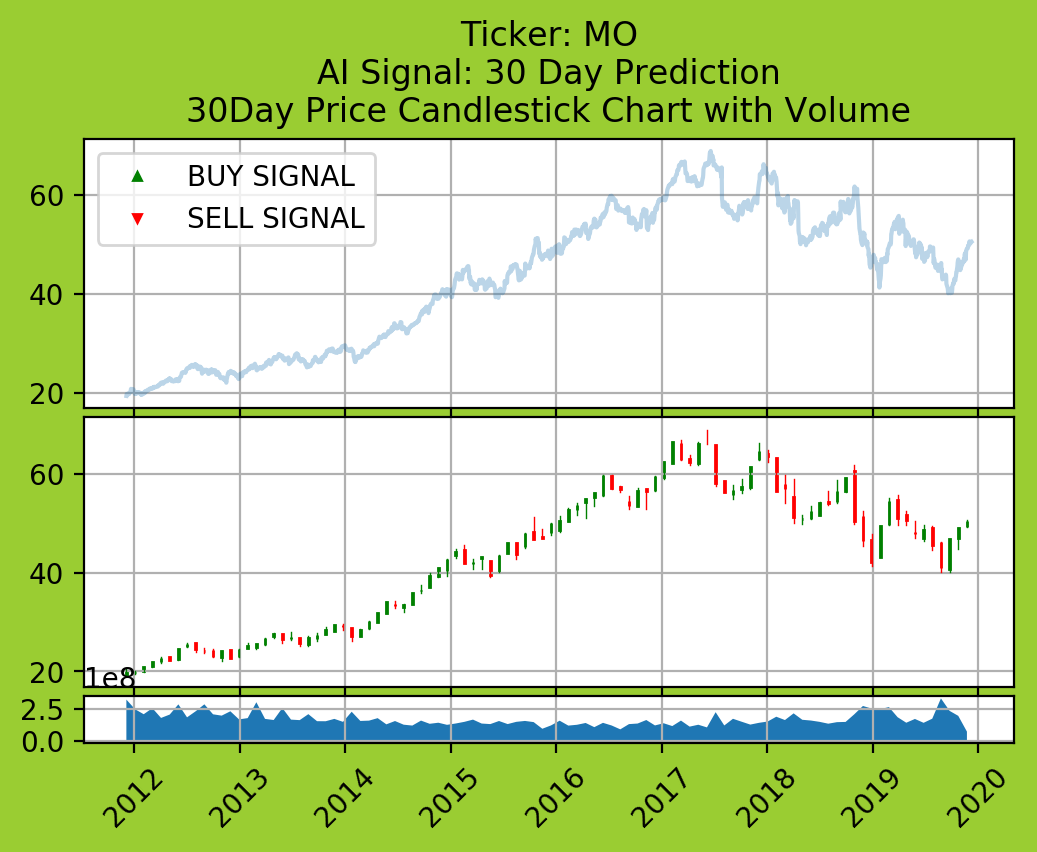 Ticker: MO
AI Signal: 30 Day Prediction
30Day Price Candlestick Chart with Volume
BUY SIGNAL
SELL SIGNAL
60
40
20
60
40
20
1e8
2.5
0.0
2012 2013 2014 2015 2016 2017 2018 2019 2020